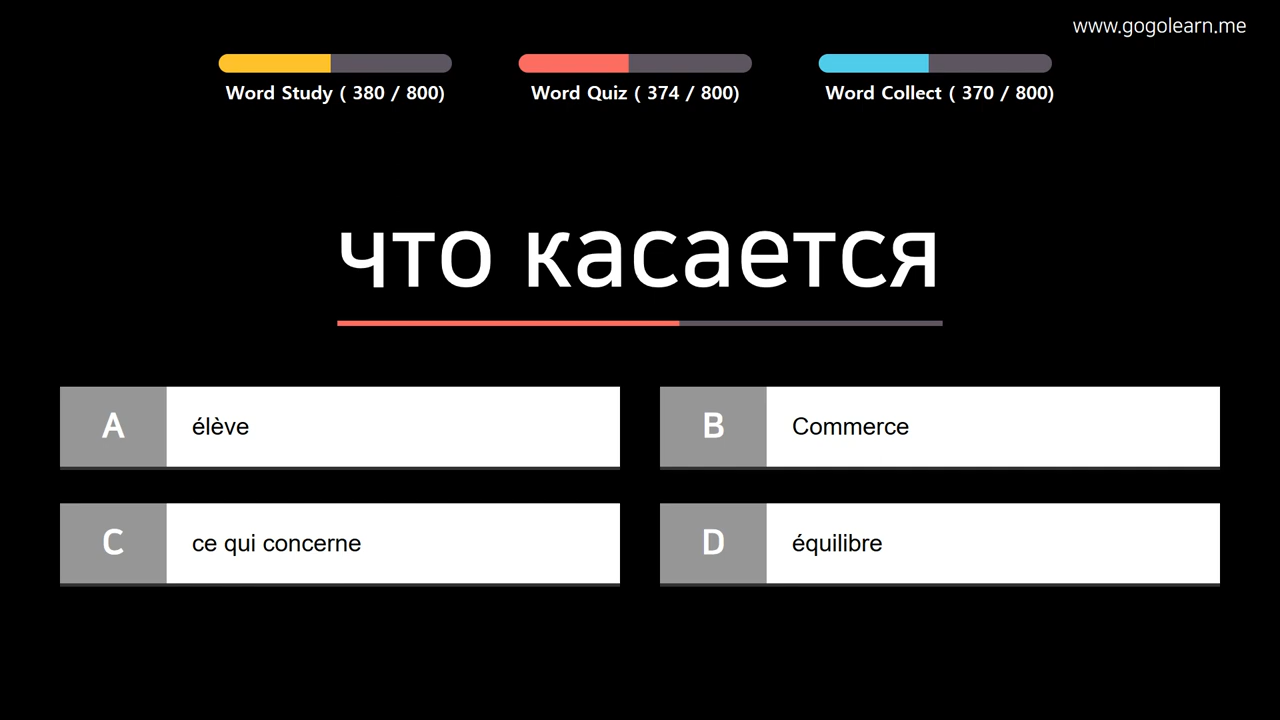 www.gogolearn.me
Word Study ( 380 / 800)
Word Quiz ( 374 / 800)
Word Collect ( 370 / 800)
что касается
A élève
B Commerce
C ce qui concerne
D équilibre